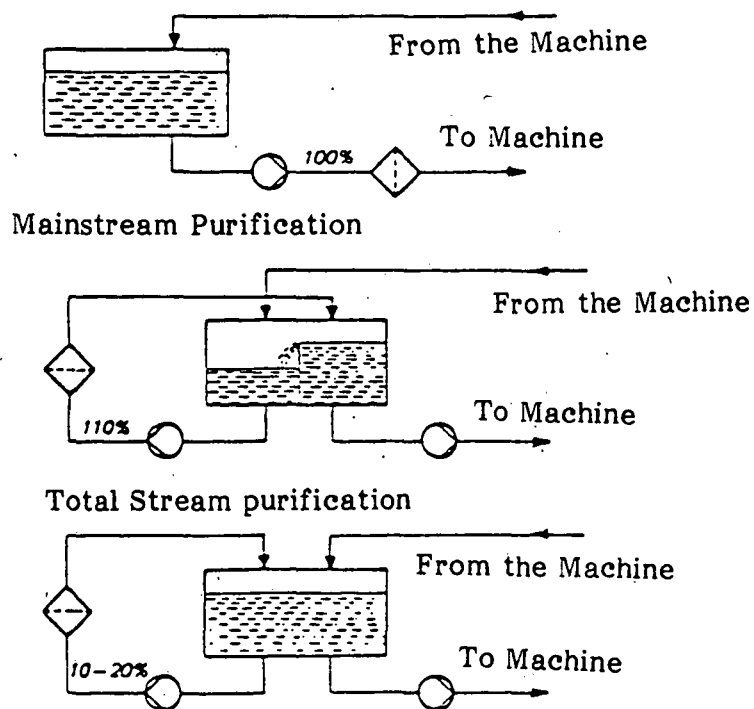 From the Machine
To Machine
100%
Mainstream Purification
From the Machine
To Machine
110%
Total Stream purification
From the Machine
To Machine
10-20%